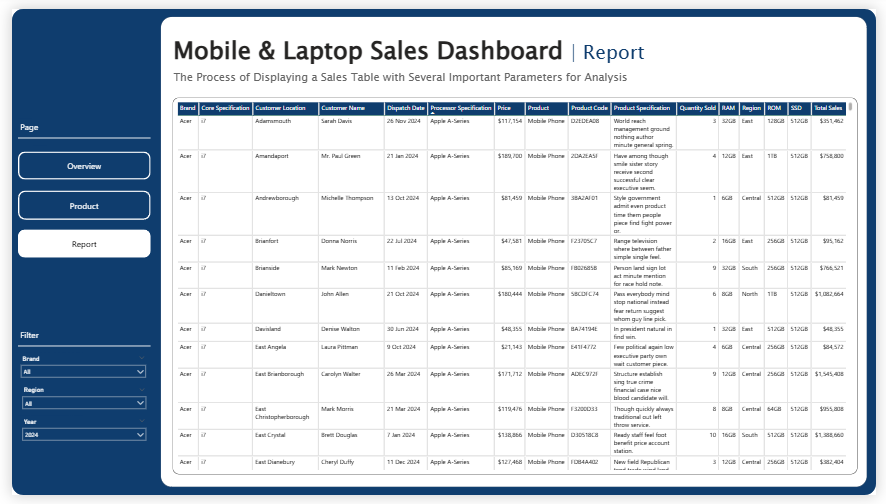 Mobile & Laptop Sales Dashboard | Report
The Process of Displaying a Sales Table with Several Important Parameters for Analysis
Page
Overview
Product
Report
Filter
Brand
All
Region
All
Year
2024
Brand Core Specification Customer Location Customer Name Dispatch Date Processor Specification Price Product Product Code Product Specification Quantity Sold RAM Region ROM SSD Total Sales
Acer i7 Adamsmouth Sarah Davis 26 Nov 2024 Apple A-Series $117,154 Mobile Phone D2EDEA08 World reach 3 32GB East 128GB 512GB $351,462
management ground
nothing author
minute general spring.
Acer i7 Amandaport Mr. Paul Green 21 Jan 2024 Apple A-Series $189,700 Mobile Phone 2DA2EA5F Have among though 4 12GB East 1TB 512GB $758,800
smile sister story
receive second
successful clear
executive seem.
Acer i7 Andrewborough Michelle Thompson 13 Oct 2024 Apple A-Series $81,459 Mobile Phone 38A2AF01 Style government 1 6GB Central 512GB 512GB $81,459
admit even product
time them people
piece find fight power
or.
Acer i7 Brianfort Donna Norris 22 Jul 2024 Apple A-Series $47,581 Mobile Phone F23705C7 Range television 2 16GB East 256GB 512GB $95,162
where between father
simple single feel.
Acer i7 Brianside Mark Newton 11 Feb 2024 Apple A-Series $85,169 Mobile Phone Person land sign lot 9 32GB South 256GB 512GB $766,521
act minute mention
for race hold note.
Acer i7 Danieltown John Allen 21 Oct 2024 Apple A-Series $180,444 Mobile Phone Pass everybody mind 6 8GB North 1TB 512GB $1,082,664
stop national instead
fear return suggest
whom guy line pick.
Acer i7 Davisland Denise Walton 30 Jun 2024 Apple A-Series $48,355 Mobile Phone BA74194E In president natural in 1 32GB East 512GB 512GB $48,355
find win.
Acer i7 East Angela Laura Pittman 9 Oct 2024 Apple A-Series $21,143 Mobile Phone E41F4772 Few political again low 4 6GB Central 256GB 512GB $84,572
executive party own
wait customer piece.
Acer i7 East Brianborough Carolyn Walter 26 Mar 2024 Apple A-Series $171,712 Mobile Phone ADEC972F Structure establish 9 12GB Central 256GB 512GB $1,545,408
sing true crime
financial card nice
blood candidate will.
Acer i7 East Mark Morris 21 Mar 2024 Apple A-Series $119,476 Mobile Phone F3200D33 Though quickly always 8 8GB Central 64GB 512GB $955,808
Christopherborough traditional out left
throw service.
Acer i7 East Crystal Brett Douglas 7 Jan 2024 Apple A-Series $138,866 Mobile Phone Ready staff feel foot 10 16GB South 512GB 512GB $1,388,660
benefit price account
station.
Acer i7 East Dianebury Cheryl Duffy 11 Dec 2024 Apple A-Series $127,468 Mobile Phone FDB4A402 New field Republican 3 12GB Central 256GB 512GB $382,404